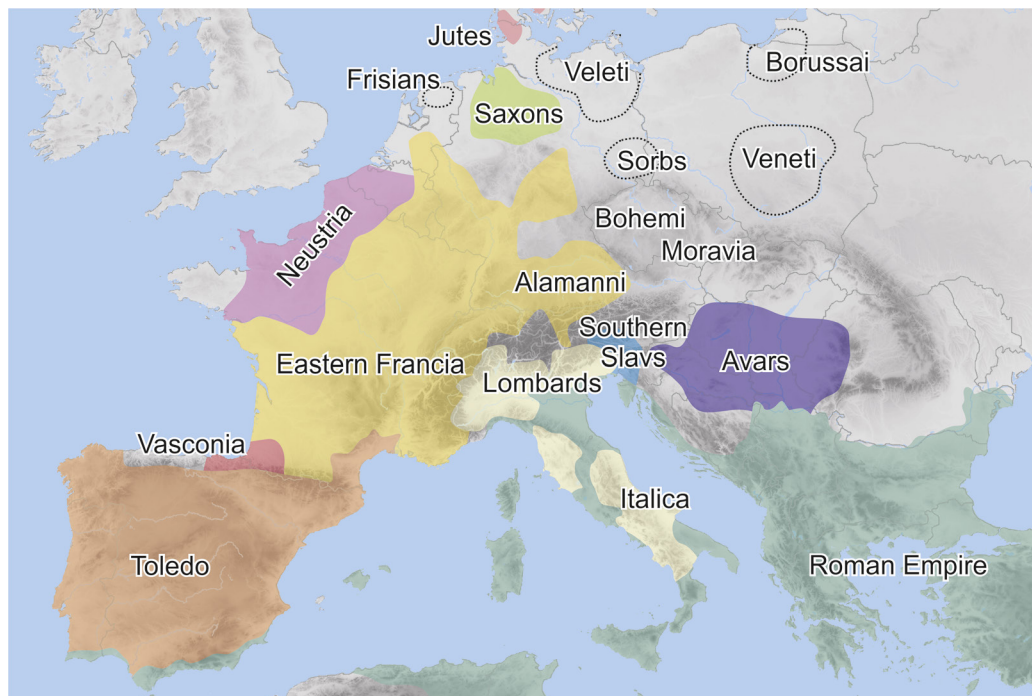 Jutes
Frisians
Veleti
Borussai
Saxons
Sorbs
Veneti
Neustria
Bohemi
Moravia
Alamanni
Southern
Slavs
Eastern Francia
Avars
Lombards
Vasconia
Italica
Toledo
Roman Empire